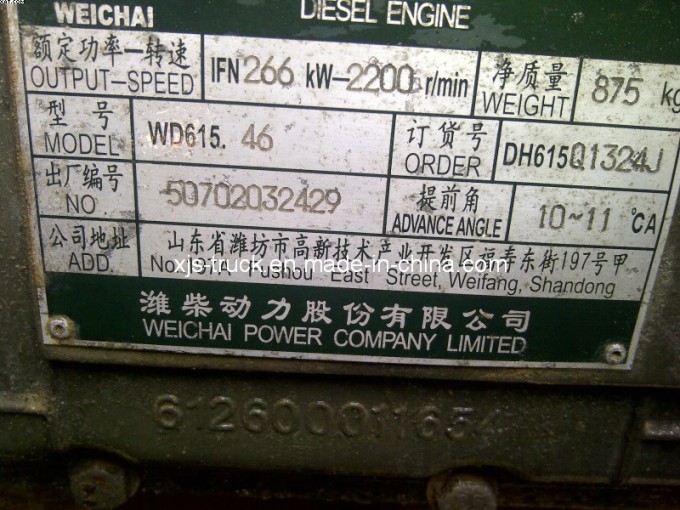 WEICHAI DIESEL ENGINE
额定功率—转速 IFN266 kW—2200 r/min 净质量 875 kg
OUTPUT—SPEED WEIGHT
型号 WD615. 46 订货号 DH615Q1324J
MODEL ORDER
出厂编号 50702032429 提前角 10~11 ℃A
NO ADVANCE ANGLE
公司地址 山东省潍坊市高新技术产业开发区福寿东街197号甲
ADD. No. 197A Fushou East Street, Weifang, Shandong
xjs-truck.en.made-in-china.com
潍柴动力股份有限公司
WEICHAI POWER COMPANY LIMITED
612600011654